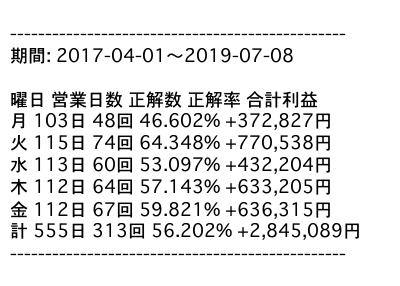 ------------------------------------------------
期間: 2017-04-01〜2019-07-08
曜日 営業日数 正解数 正解率 合計利益
月 103日 48回 46.602% +372,827円
火 115日 74回 64.348% +770,538円
水 113日 60回 53.097% +432,204円
木 112日 64回 57.143% +633,205円
金 112日 67回 59.821% +636,315円
計 555日 313回 56.202% +2,845,089円
------------------------------------------------